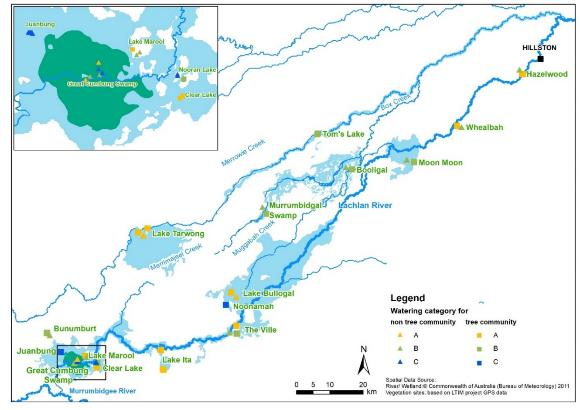 Juanbung
Lake Marool
Nooran Lake
Great Cumbung Swamp
Clear Lake
HILLSTON
Hazelwood
Box Creek
Whealbah
Tom's Lake
Merrowie Creek
Moon Moon
Booligal
Murrumbidgal
Swamp
Lachlan River
Lake Tarwong
Muggabah Creek
Merrimajeel Creek
Lake Bullogal
Noonamah
The Ville
Bunumburt
Juanbung
Lake Marool
Lake Ita
Great Cumbung
Swamp
Clear Lake
Murrumbidgee River
Legend
Watering category for
non tree community
tree community
A
A
B
B
C
C
N
0 5 10 20
km
Spatial Data Source:
River/ Wetland © Commonwealth of Australia (Bureau of Meteorology) 2011
Vegetation sites: based on LTIM project GPS data